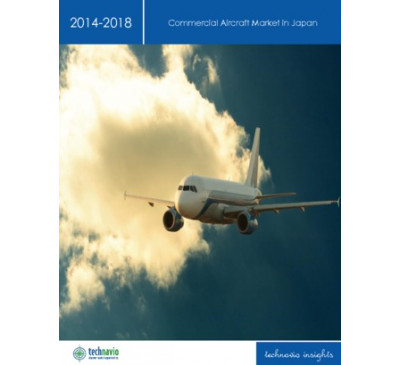 2014-2018
Commercial Aircraft Market in Japan
technavio
technavio insights